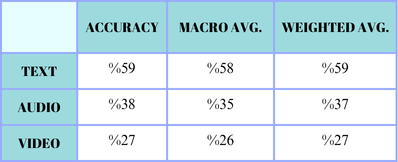 ACCURACY MACRO AVG. WEIGHTED AVG.
TEXT %59 %58 %59
AUDIO %38 %35 %37
VIDEO %27 %26 %27